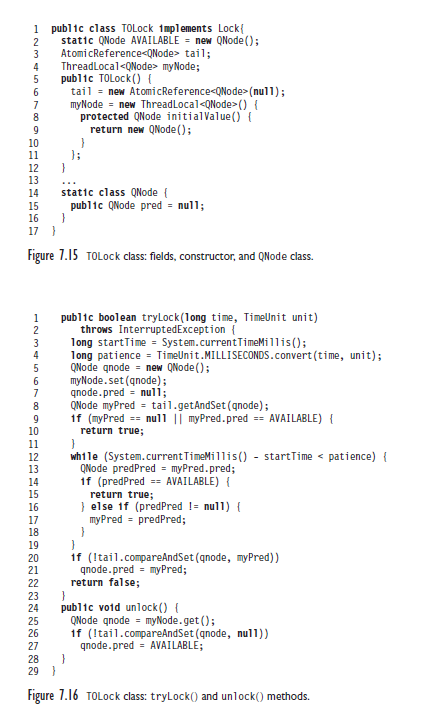 1 public class TOLock implements Lock{
2 static QNode AVAILABLE = new QNode();
3 AtomicReference<QNode> tail;
4 ThreadLocal<QNode> myNode;
5 public TOLock() {
6 tail = new AtomicReference<QNode>(null);
7 myNode = new ThreadLocal<QNode>() {
8 protected QNode initialValue() {
9 return new QNode();
10 }
11 };
12 }
13 ...
14 static class QNode {
15 public QNode pred = null;
16 }
17 }
Figure 7.15 TOLock class: fields, constructor, and QNode class.
1 public boolean tryLock(long time, TimeUnit unit)
2 throws InterruptedException {
3 long startTime = System.currentTimeMillis();
4 long patience = TimeUnit.MILLISECONDS.convert(time, unit);
5 QNode qnode = new QNode();
6 myNode.set(qnode);
7 qnode.pred = null;
8 QNode myPred = tail.getAndSet(qnode);
9 if (myPred == null || myPred.pred == AVAILABLE) {
10 return true;
11 }
12 while (System.currentTimeMillis() - startTime < patience) {
13 QNode predPred = myPred.pred;
14 if (predPred == AVAILABLE) {
15 return true;
16 } else if (predPred != null) {
17 myPred = predPred;
18 }
19 }
20 if (!tail.compareAndSet(qnode, myPred))
21 qnode.pred = myPred;
22 return false;
23 }
24 public void unlock() {
25 QNode qnode = myNode.get();
26 if (!tail.compareAndSet(qnode, null))
27 qnode.pred = AVAILABLE;
28 }
29 }
Figure 7.16 TOLock class: tryLock() and unlock() methods.